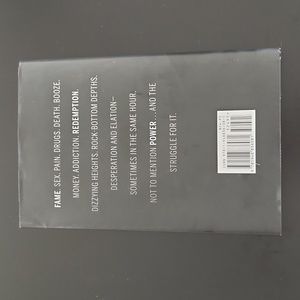 FAME. SEX. PAIN. DRUGS. DEATH. BOOZE.
MONEY. ADDICTION. REDEMPTION.
DIZZYING HEIGHTS. ROCK-BOTTOM DEPTHS.
DESPERATION AND ELATION—
SOMETIMES IN THE SAME HOUR.
NOT TO MENTION POWER... AND THE
STRUGGLE FOR IT.